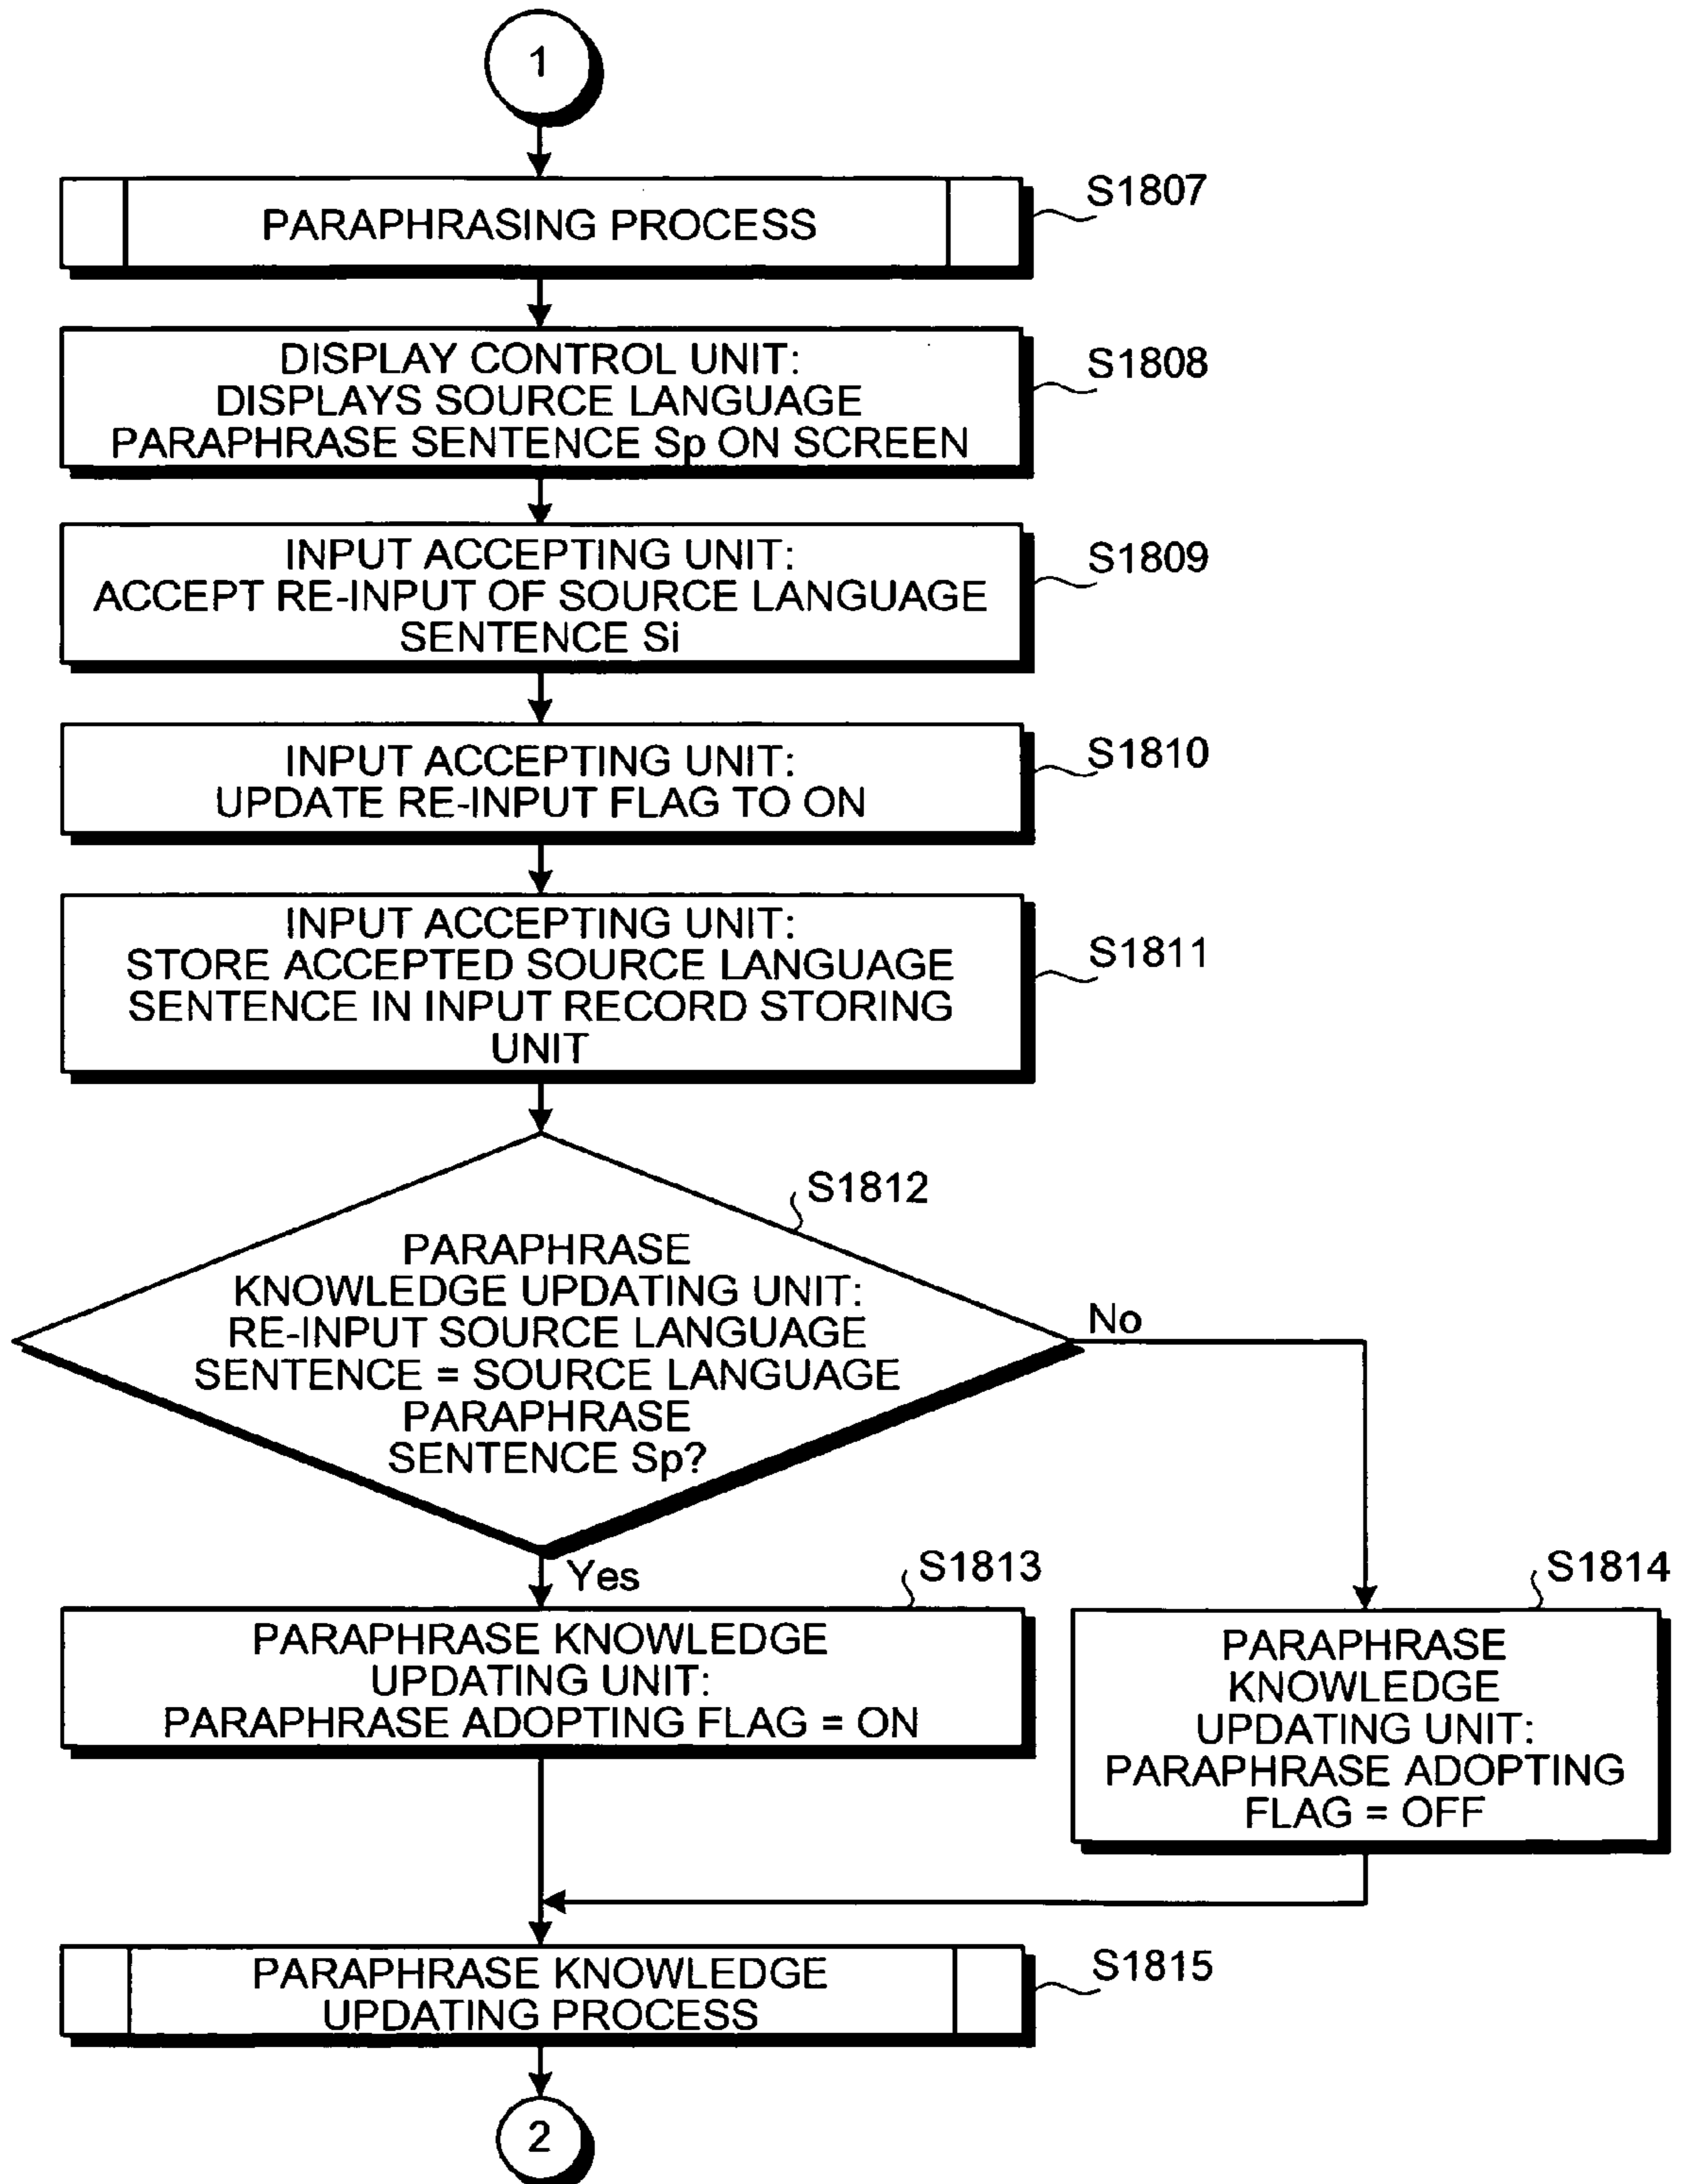 1
PARAPHRASING PROCESS
S1807
DISPLAY CONTROL UNIT:
DISPLAYS SOURCE LANGUAGE
PARAPHRASE SENTENCE Sp ON SCREEN
S1808
INPUT ACCEPTING UNIT:
ACCEPT RE-INPUT OF SOURCE LANGUAGE
SENTENCE Si
S1809
INPUT ACCEPTING UNIT:
UPDATE RE-INPUT FLAG TO ON
S1810
INPUT ACCEPTING UNIT:
STORE ACCEPTED SOURCE LANGUAGE
SENTENCE IN INPUT RECORD STORING
UNIT
S1811
S1812
PARAPHRASE
KNOWLEDGE UPDATING UNIT:
RE-INPUT SOURCE LANGUAGE
SENTENCE = SOURCE LANGUAGE
PARAPHRASE
SENTENCE Sp?
No
Yes
S1813
PARAPHRASE KNOWLEDGE
UPDATING UNIT:
PARAPHRASE ADOPTING FLAG = ON
S1814
PARAPHRASE
KNOWLEDGE
UPDATING UNIT:
PARAPHRASE ADOPTING
FLAG = OFF
PARAPHRASE KNOWLEDGE
UPDATING PROCESS
S1815
2